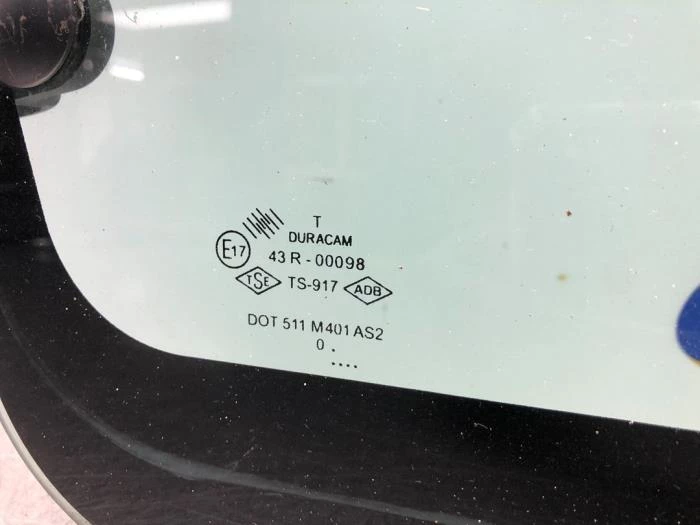 T
DURACAM
E17 43 R - 00098
TSE TS-917 ADB
DOT 511 M401 AS2
0 .
....